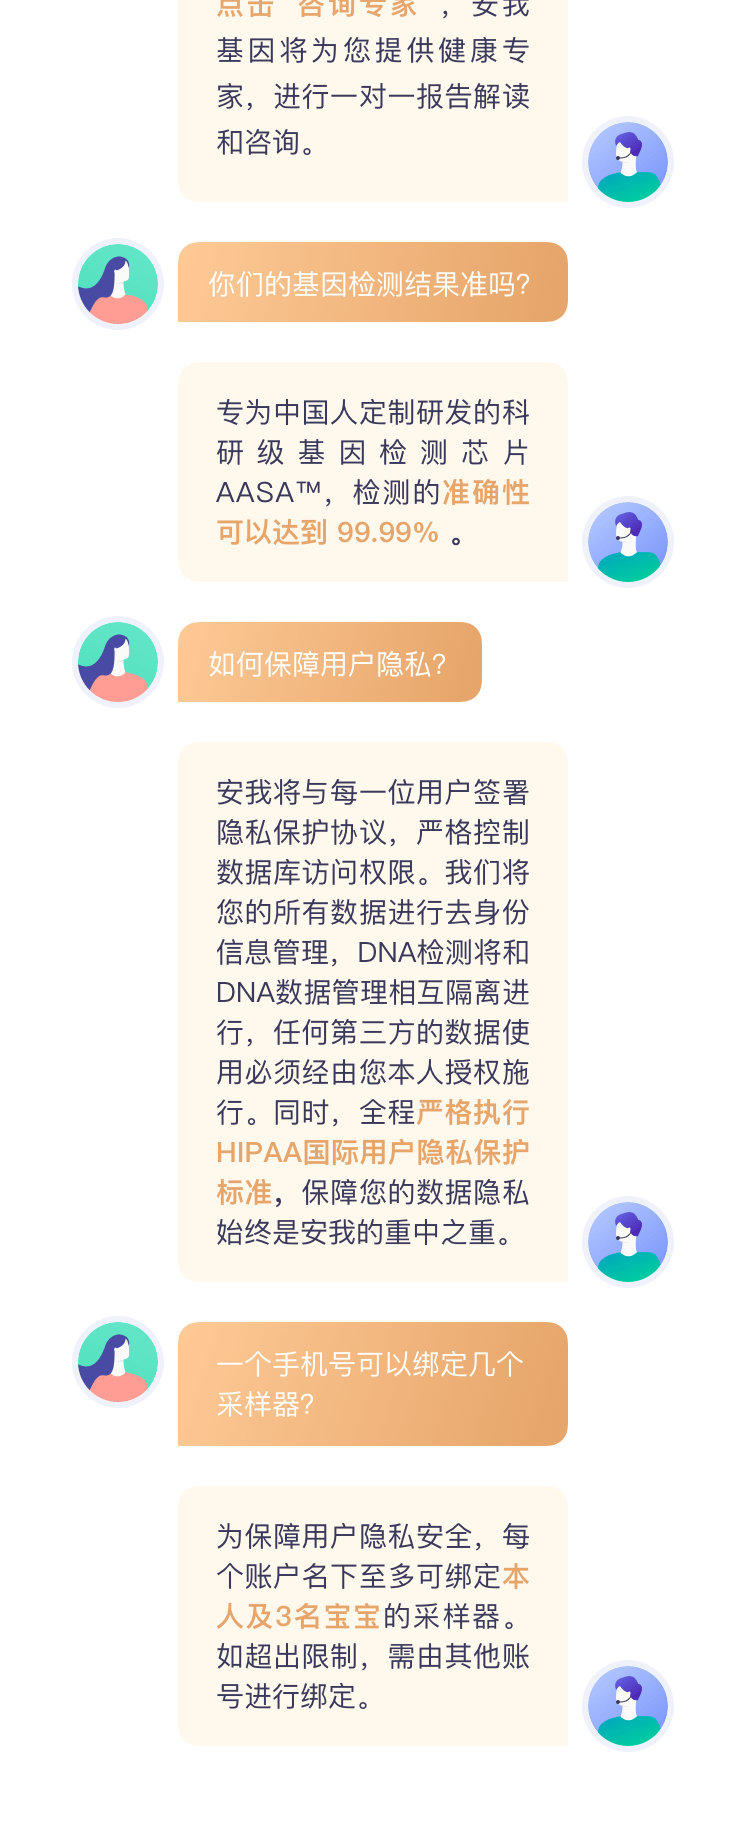 点击“咨询专家”，安我
基因将为您提供健康专
家，进行一对一报告解读
和咨询。
你们的基因检测结果准吗?
专为中国人定制研发的科
研级基因检测芯片
AASA™，检测的准确性
可以达到 99.99% 。
如何保障用户隐私?
安我将与每一位用户签署
隐私保护协议，严格控制
数据库访问权限。我们将
您的所有数据进行去身份
信息管理，DNA检测将和
DNA数据管理相互隔离进
行，任何第三方的数据使
用必须经由您本人授权施
行。同时，全程严格执行
HIPAA国际用户隐私保护
标准，保障您的数据隐私
始终是安我的重中之重。
一个手机号可以绑定几个
采样器?
为保障用户隐私安全，每
个账户名下至多可绑定本
人及3名宝宝的采样器。
如超出限制，需由其他账
号进行绑定。